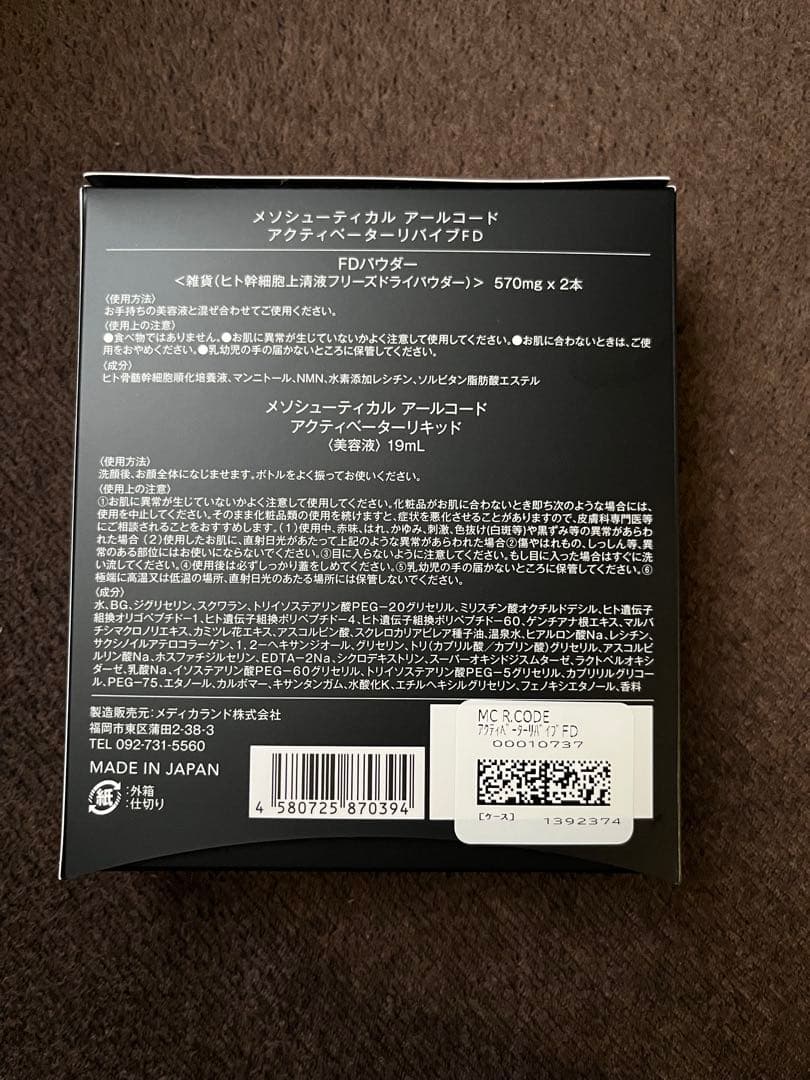 メソシューティカル アールコード
アクティベーターリバイブFD
FDパウダー
＜雑貨（ヒト幹細胞上清液フリーズドライパウダー）＞ 570mg x 2本
〈使用方法〉
お手持ちの美容液と混ぜ合わせてご使用ください。
〈使用上の注意〉
●食べ物ではありません。●お肌に異常が生じていないかよく注意して使用してください。●お肌に合わないときは、ご使
用をおやめください。●乳幼児の手の届かないところに保管してください。
〈成分〉
ヒト骨髄幹細胞順化培養液、マンニトール、NMN、水素添加レシチン、ソルビタン脂肪酸エステル
メソシューティカル アールコード
アクティベーターリキッド
〈美容液〉 19mL
〈使用方法〉
洗顔後、お顔全体になじませます。ボトルをよく振ってお使いください。
〈使用上の注意〉
①お肌に異常が生じていないかよく注意して使用してください。化粧品がお肌に合わないとき即ち次のような場合には、
使用を中止してください。そのまま化粧品類の使用を続けますと、症状を悪化させることがありますので、皮膚科専門医等
にご相談されることをおすすめします。（1）使用中、赤味、はれ、かゆみ、刺激、色抜け（白斑等）や黒ずみ等の異常があらわ
れた場合（2）使用したお肌に、直射日光があたって上記のような異常があらわれた場合②傷やはれもの、しっしん等、異
常のある部位にはお使いにならないでください。③目に入らないように注意してください。もし目に入った場合はすぐに洗
い流してください。④使用後は必ずしっかり蓋をしめてください。⑤乳幼児の手の届かないところに保管してください。⑥
極端に高温又は低温の場所、直射日光のあたる場所には保管しないでください。
〈成分〉
水、BG、ジグリセリン、スクワラン、トリイソステアリン酸PEG-20グリセリル、ミリスチン酸オクチルドデシル、ヒト遺伝子
組換オリゴペプチド-1、ヒト遺伝子組換ポリペプチド-4、ヒト遺伝子組換ポリペプチド-60、ゲンチアナ根エキス、マルバ
チシマクロノリエキス、カミツレ花エキス、アスコルビン酸、スクレロカリアビレア種子油、温泉水、ヒアルロン酸Na、レシチン、
サクシノイルアテロコラーゲン、1,2-ヘキサンジオール、グリセリン、トリ（カプリル酸／カプリン酸）グリセリル、アスコルビ
ルリン酸Na、ホスファチジルセリン、EDTA-2Na、シクロデキストリン、スーパーオキシドジスムターゼ、ラクトペルオキシ
ダーゼ、乳酸Na、イソステアリン酸PEG-60グリセリル、トリイソステアリン酸PEG-5グリセリル、カプリリルグリコー
ル、PEG-75、エタノール、カルボマー、キサンタンガム、水酸化K、エチルヘキシルグリセリン、フェノキシエタノール、香料
製造販売元：メディカランド株式会社
福岡市東区蒲田2-38-3
TEL 092-731-5560
MADE IN JAPAN
紙
：外箱
：仕切り
4 580725 870394
MC R.CODE
ｱｸﾃｨﾍﾞｰﾀｰﾘﾊﾞｲﾌﾞFD
00010737
[ｹｰｽ]
1392374